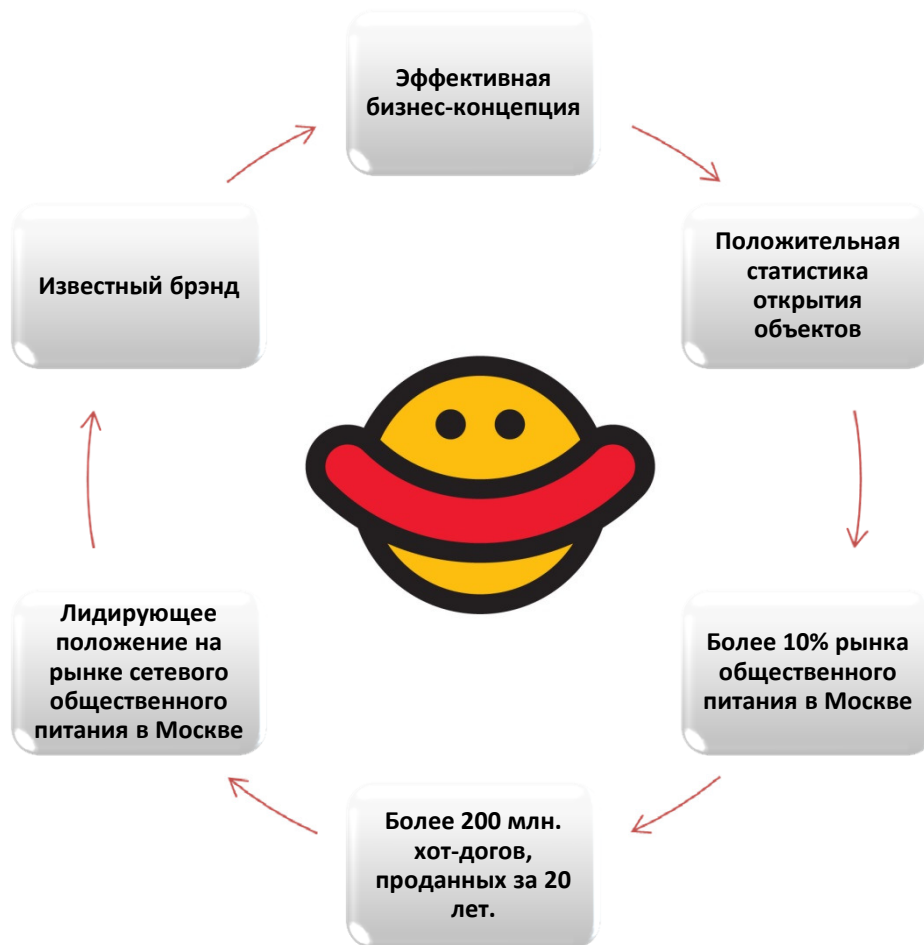 Эффективная
бизнес-концепция
Положительная
статистика
открытия
объектов
Более 10% рынка
общественного
питания в Москве
Более 200 млн.
хот-догов,
проданных за 20
лет.
Лидирующее
положение на
рынке сетевого
общественного
питания в Москве
Известный брэнд